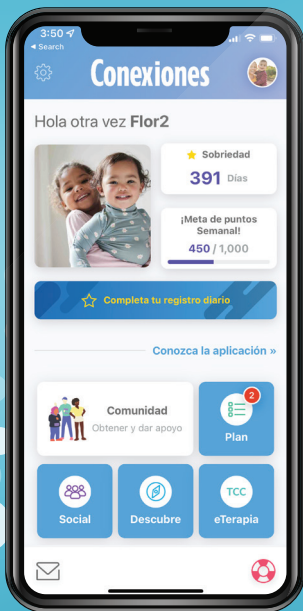 3:50
◀ Search
Conexiones
Hola otra vez Flor2
Sobriedad
391 Días
¡Meta de puntos
Semanal!
450 / 1,000
Completa tu registro diario
Conozca la aplicación »
Comunidad
Obtener y dar apoyo
2
Plan
Social
Descubre
TCC
eTerapia